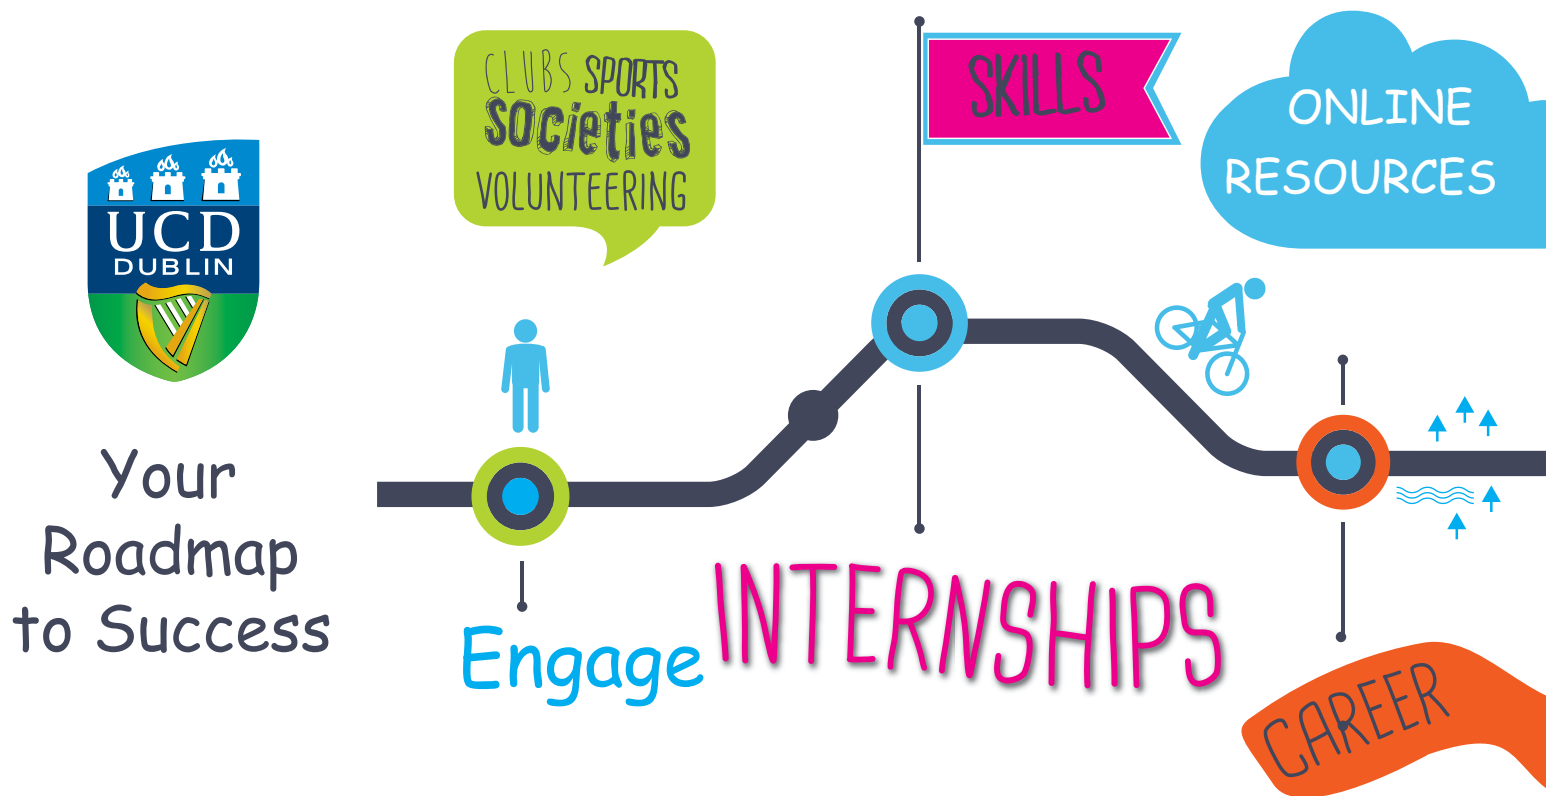 UCD
DUBLIN
Your
Roadmap
to Success
CLUBS SPORTS
societies
VOLUNTEERING
Engage
SKILLS
INTERNSHIPS
ONLINE
RESOURCES
CAREER